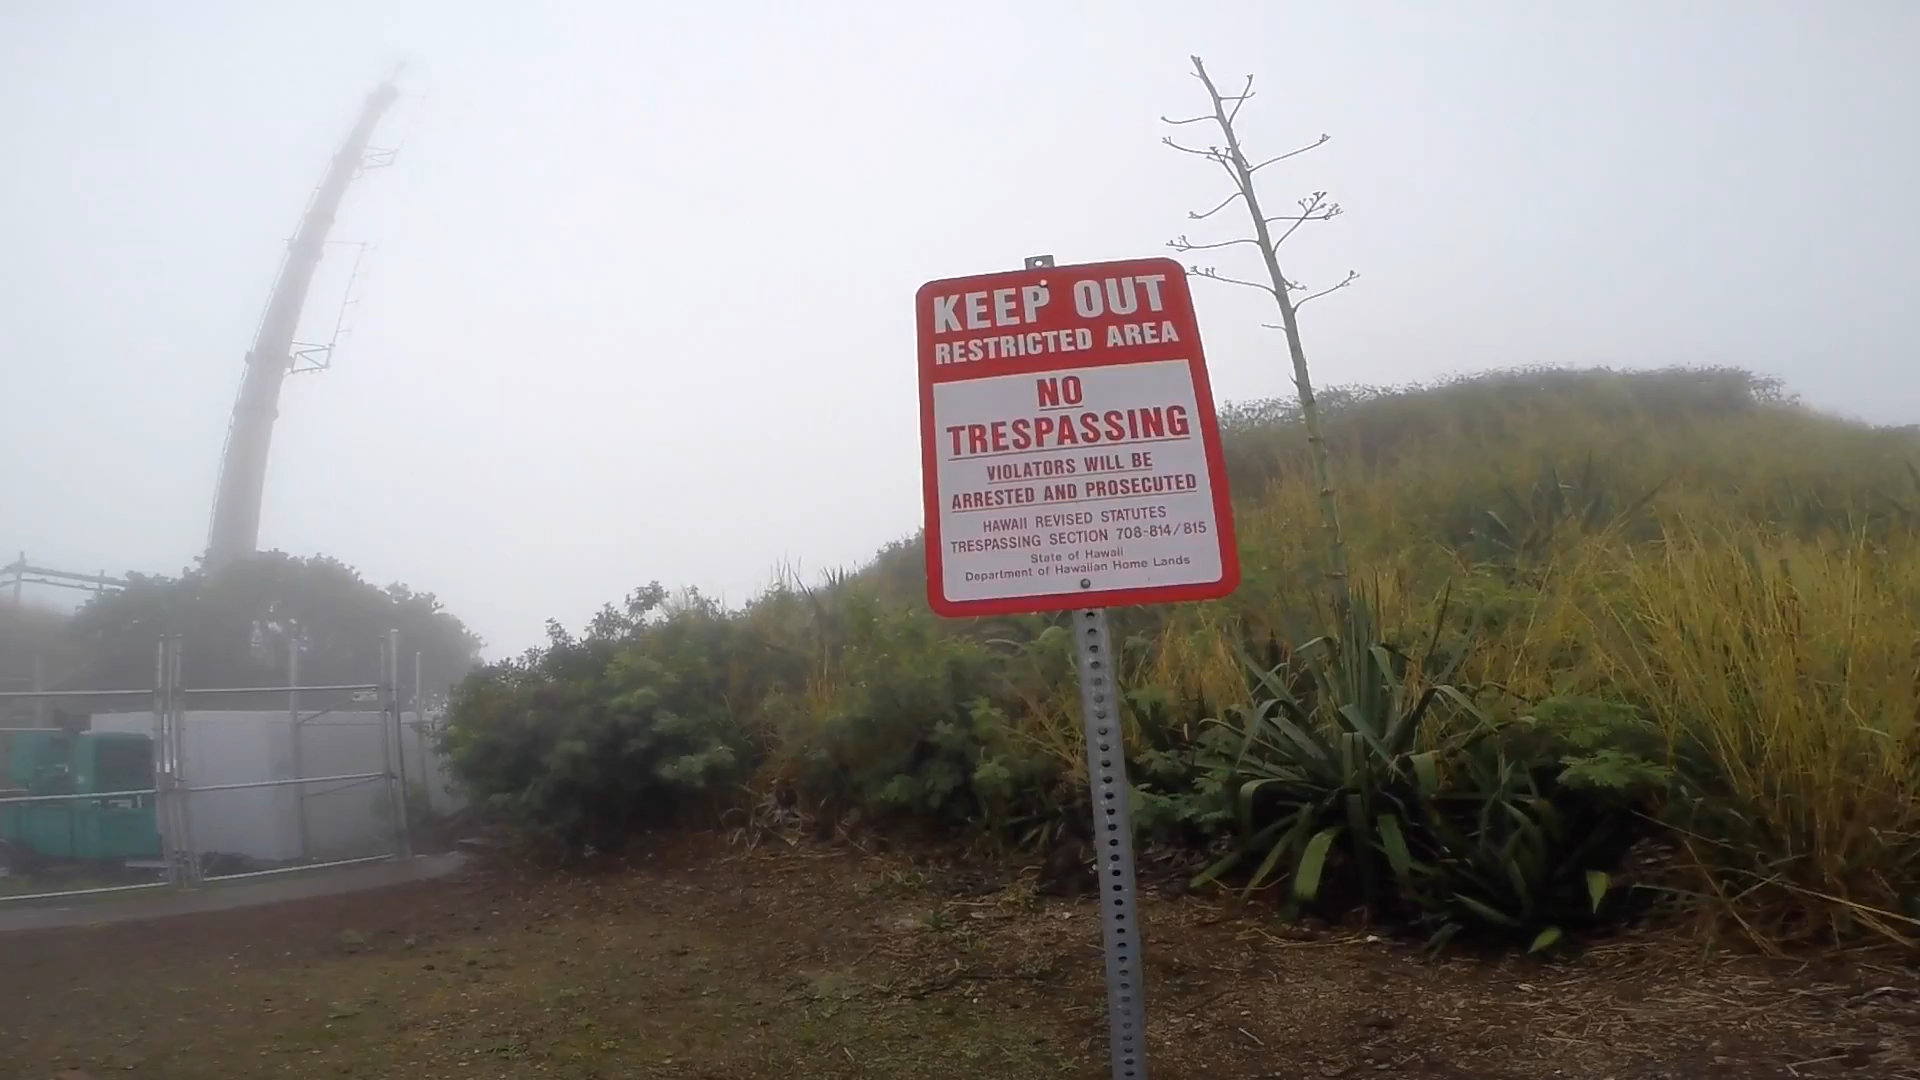 KEEP OUT
RESTRICTED AREA
NO
TRESPASSING
VIOLATORS WILL BE
ARRESTED AND PROSECUTED
HAWAII REVISED STATUTES
TRESPASSING SECTION 708-814/815
State of Hawaii
Department of Hawaiian Home Lands